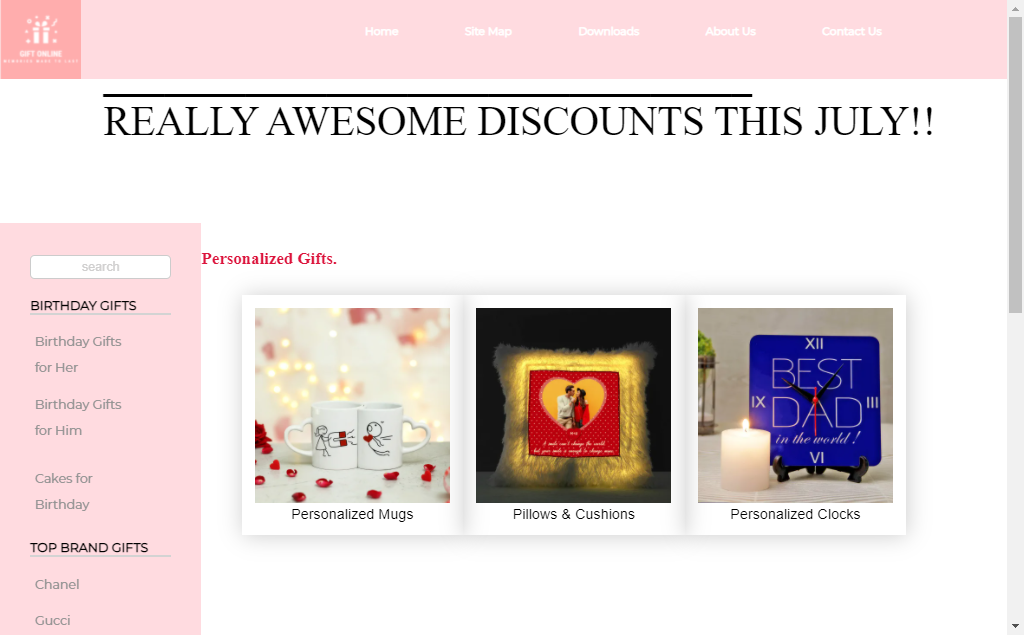 GIFT ONLINE
MEMORIES MADE TO LAST
Home
Site Map
Downloads
About Us
Contact Us
REALLY AWESOME DISCOUNTS THIS JULY!!
search
BIRTHDAY GIFTS
Birthday Gifts
for Her
Birthday Gifts
for Him
Cakes for
Birthday
TOP BRAND GIFTS
Chanel
Gucci
Personalized Gifts.
Personalized Mugs
Pillows & Cushions
XII
BEST
IX
III
DAD
in the world !
VI
Personalized Clocks